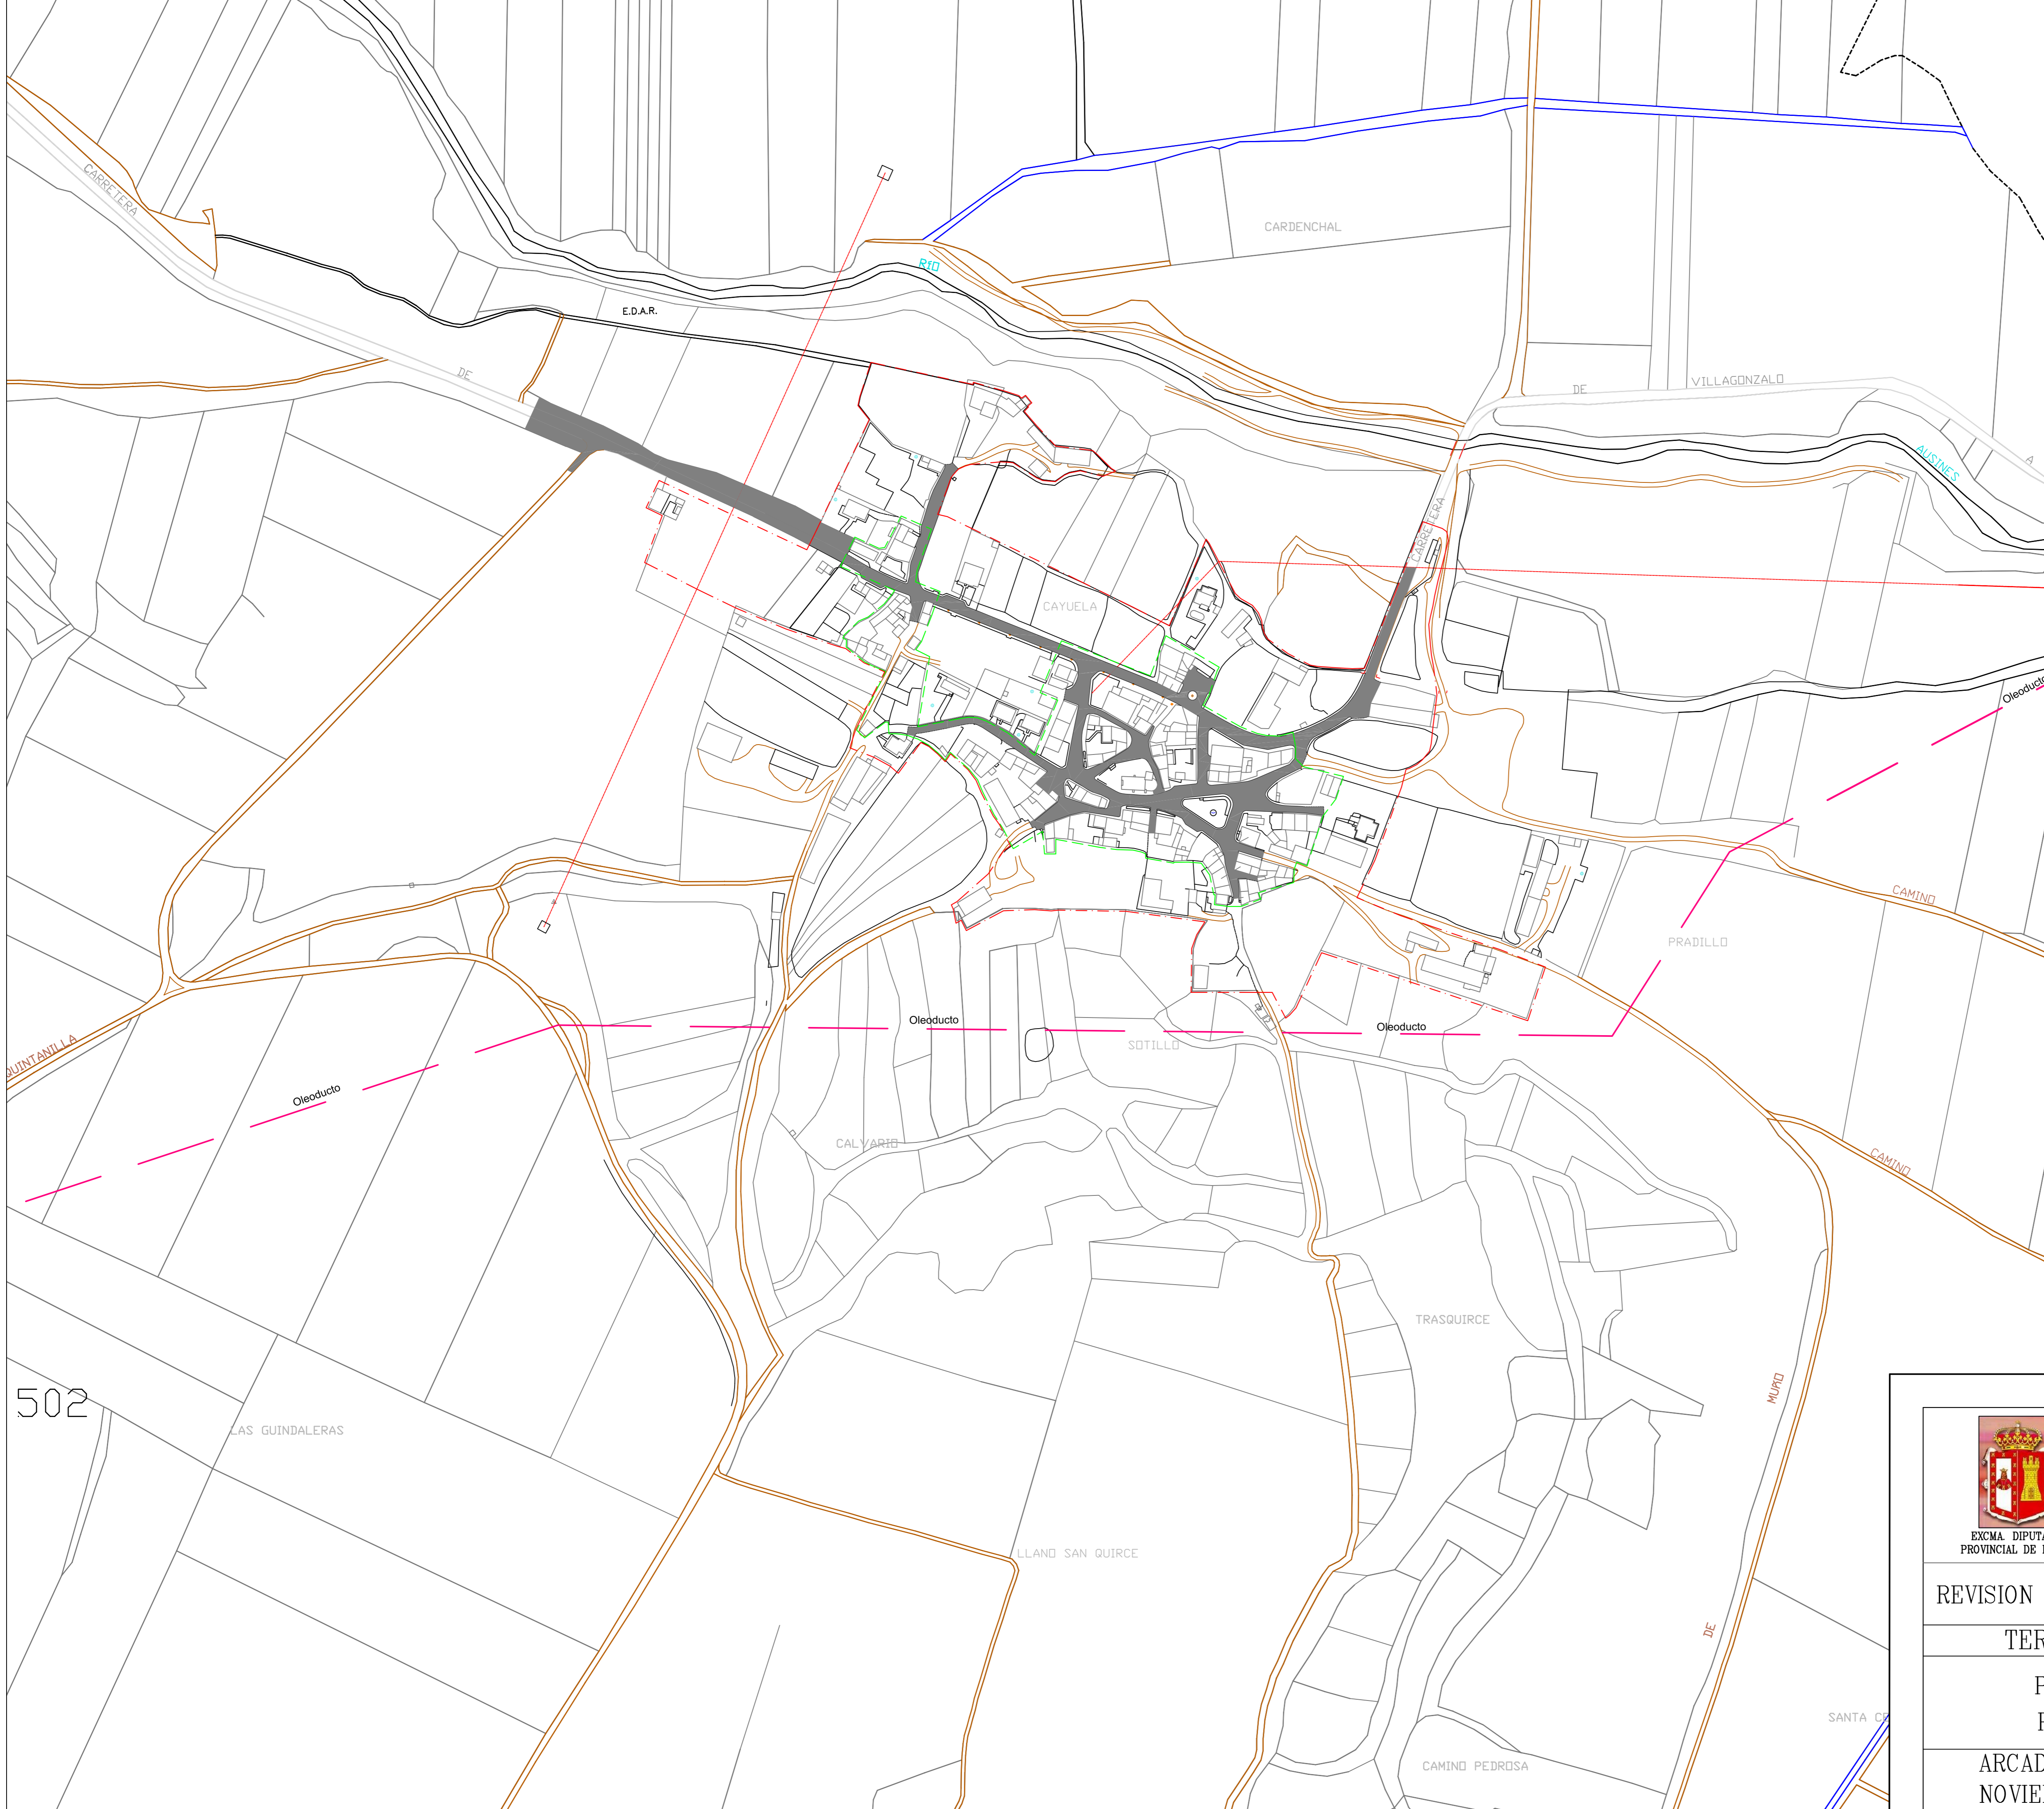 CARRETERA
CARDENCHAL
RíO
E.D.A.R.
DE
DE
VILLAGONZALO
A
AUSINES
CARRETERA
CAYUELA
Oleoducto
CAMINO
PRADILLO
Oleoducto
Oleoducto
SOTILLO
QUINTANILLA
Oleoducto
CALVARIO
CAMINO
TRASQUIRCE
MURO
502
LAS GUINDALERAS
LLANO SAN QUIRCE
EXCMA. DIPUTA
PROVINCIAL DE
REVISION
DE
TER
P
SANTA
ARCAD
CAMINO PEDROSA
NOVIE